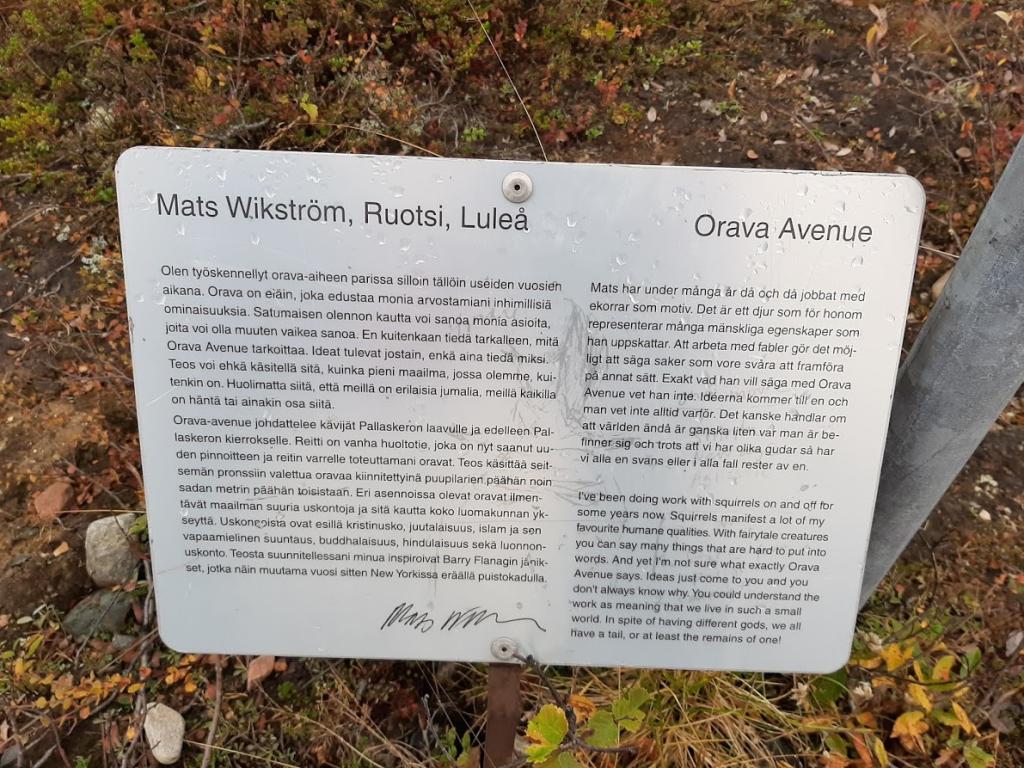 Mats Wikström, Ruotsi, Luleå
Olen työskennellyt orava-aiheen parissa silloin tällöin useiden vuosien
aikana. Orava on eläin, joka edustaa monia arvostamiani inhimillisiä
ominaisuuksia. Satumaisen olennon kautta voi sanoa monia asioita,
joita voi olla muuten vaikea sanoa. En kuitenkaan tiedä tarkalleen, mitä
Orava Avenue tarkoittaa. Ideat tulevat jostain, enkä aina tiedä miksi.
Teos voi ehkä käsitellä sitä, kuinka pieni maailma, jossa olemme, kui-
tenkin on. Huolimatta siitä, että meillä on erilaisia jumalia, meillä kaikilla
on häntä tai ainakin osa siitä.
Orava-avenue johdattelee kävijät Pallaskeron laavulle ja edelleen Pal-
laskeron kierrokselle. Reitti on vanha huoltotie, joka on nyt saanut uu-
den pinnoitteen ja reitin varrelle toteuttamani oravat. Teos käsittää seit-
semän pronssiin valettua oravaa kiinnitettyinä puupilarien päähän noin
sadan metrin päähän toisistaan. Eri asennoissa olevat oravat ilmen-
tävät maailman suuria uskontoja ja sitä kautta koko luomakunnan yk-
seyttä. Uskonnoista ovat esillä kristinusko, juutalaisuus, islam ja sen
vapaamielinen suuntaus, buddhalaisuus, hindulaisuus sekä luonnon-
uskonto. Teosta suunnitellessani minua inspiroivat Barry Flanagin jänik-
set, jotka näin muutama vuosi sitten New Yorkissa eräällä puistokadulla.
Mats Wikström
Orava Avenue
Mats har under många år då och då jobbat med
ekorrar som motiv. Det är ett djur som för honom
representerar många mänskliga egenskaper som
han uppskattar. Att arbeta med fabler gör det möj-
ligt att säga saker som vore svåra att framföra
på annat sätt. Exakt vad han vill säga med Orava
Avenue vet han inte. Idéerna kommer till en och
man vet inte alltid varför. Det kanske handlar om
att världen ändå är ganska liten var man är be-
finner sig och trots att vi har olika gudar så har
vi alla en svans eller i alla fall rester av en.
I've been doing work with squirrels on and off for
some years now. Squirrels manifest a lot of my
favourite humane qualities. With fairytale creatures
you can say many things that are hard to put into
words. And yet I'm not sure what exactly Orava
Avenue says. Ideas just come to you and you
don't always know why. You could understand the
work as meaning that we live in such a small
world. In spite of having different gods, we all
have a tail, or at least the remains of one!